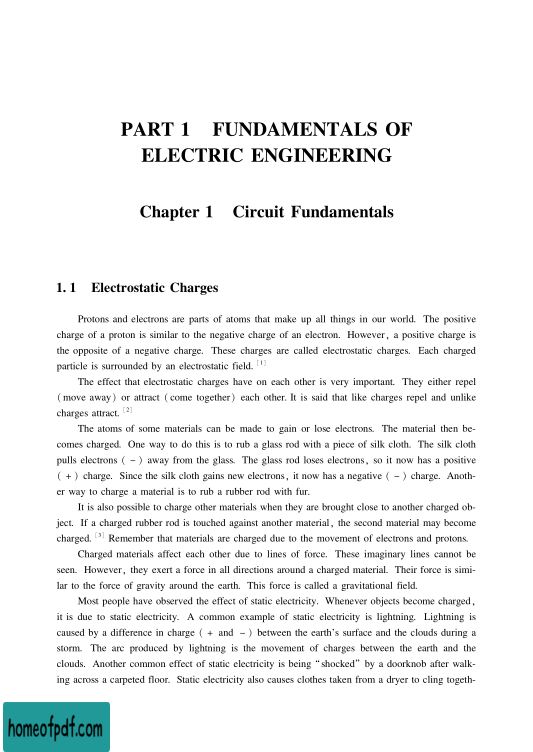 PART 1 FUNDAMENTALS OF
ELECTRIC ENGINEERING
Chapter 1 Circuit Fundamentals
1. 1 Electrostatic Charges
Protons and electrons are parts of atoms that make up all things in our world. The positive
charge of a proton is similar to the negative charge of an electron. However, a positive charge is
the opposite of a negative charge. These charges are called electrostatic charges. Each charged
particle is surrounded by an electrostatic field. [1]
The effect that electrostatic charges have on each other is very important. They either repel
(move away) or attract (come together) each other. It is said that like charges repel and unlike
charges attract. [2]
The atoms of some materials can be made to gain or lose electrons. The material then be-
comes charged. One way to do this is to rub a glass rod with a piece of silk cloth. The silk cloth
pulls electrons ( - ) away from the glass. The glass rod loses electrons, so it now has a positive
( + ) charge. Since the silk cloth gains new electrons, it now has a negative ( - ) charge. Anoth-
er way to charge a material is to rub a rubber rod with fur.
It is also possible to charge other materials when they are brought close to another charged ob-
ject. If a charged rubber rod is touched against another material, the second material may become
charged. [3] Remember that materials are charged due to the movement of electrons and protons.
Charged materials affect each other due to lines of force. These imaginary lines cannot be
seen. However, they exert a force in all directions around a charged material. Their force is simi-
lar to the force of gravity around the earth. This force is called a gravitational field.
Most people have observed the effect of static electricity. Whenever objects become charged,
it is due to static electricity. A common example of static electricity is lightning. Lightning is
caused by a difference in charge ( + and - ) between the earth's surface and the clouds during a
storm. The arc produced by lightning is the movement of charges between the earth and the
clouds. Another common effect of static electricity is being “shocked” by a doorknob after walk-
ing across a carpeted floor. Static electricity also causes clothes taken from a dryer to cling togeth-
homeofpdf.com